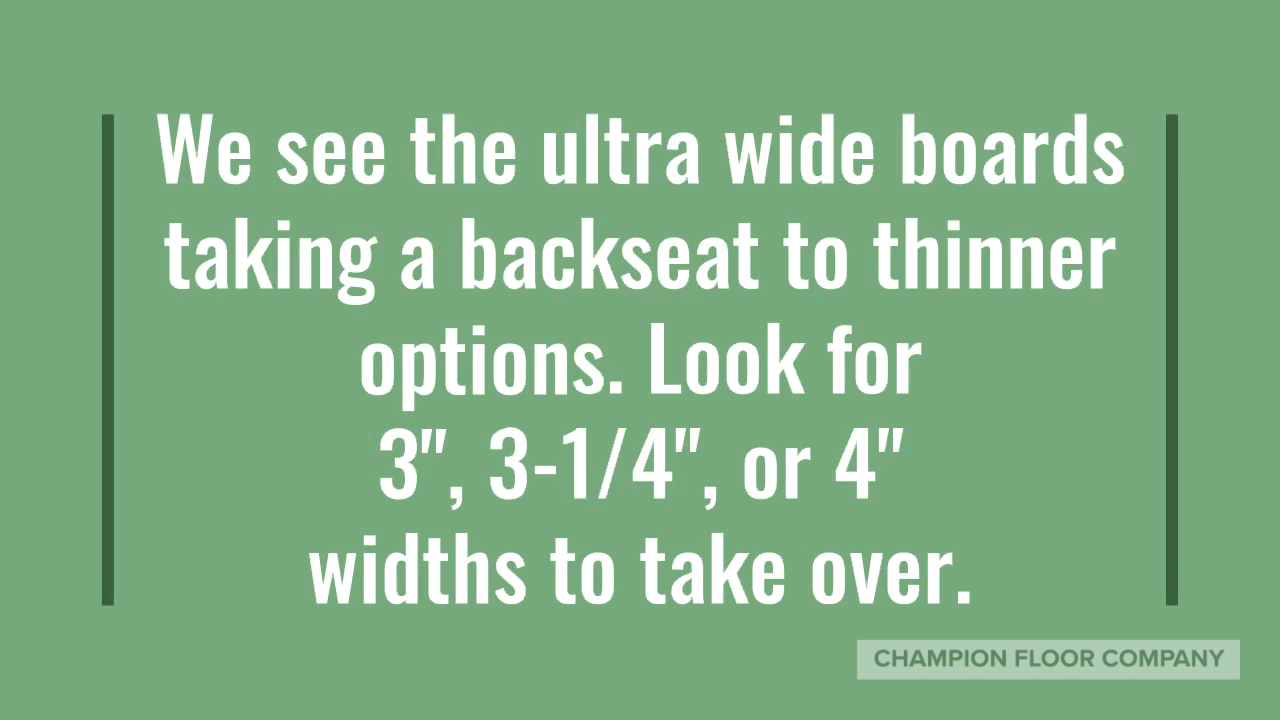 We see the ultra wide boards
taking a backseat to thinner
options. Look for
3", 3-1/4", or 4"
widths to take over.
CHAMPION FLOOR COMPANY